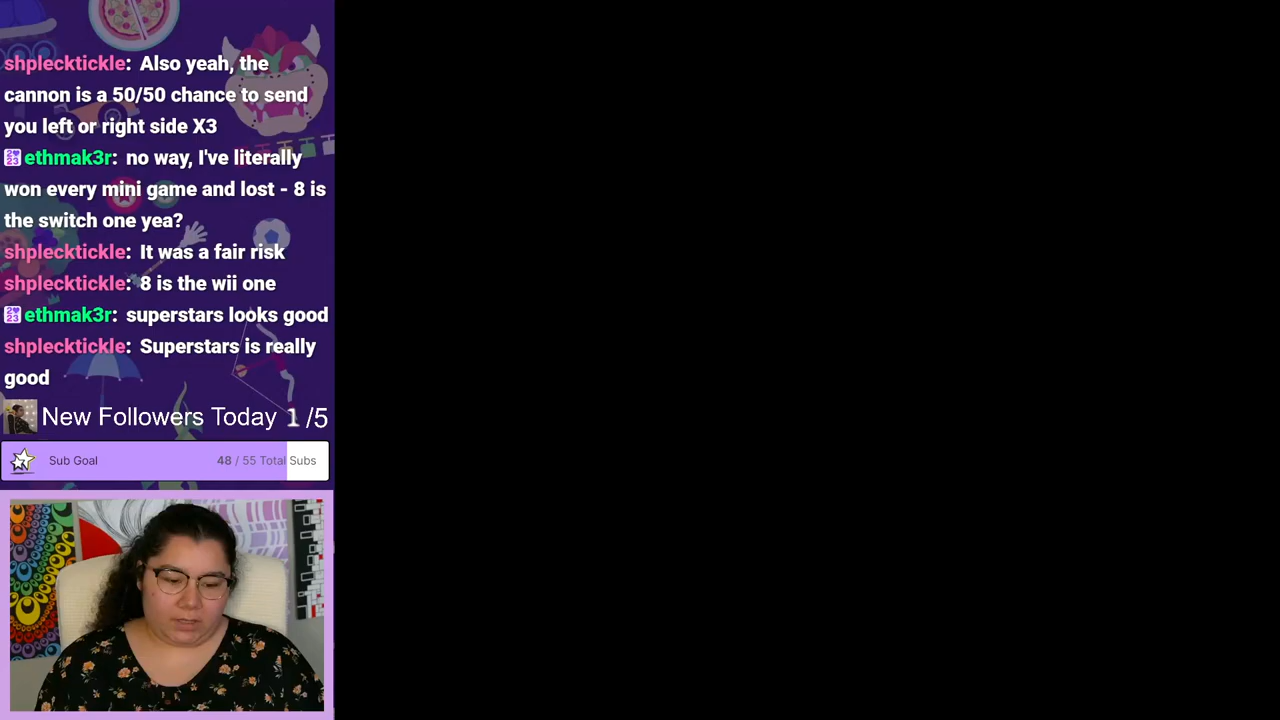 shplecktickle: Also yeah, the
cannon is a 50/50 chance to send
you left or right side X3
ethmak3r: no way, I've literally
won every mini game and lost - 8 is
the switch one yea?
shplecktickle: It was a fair risk
shplecktickle: 8 is the wii one
ethmak3r: superstars looks good
shplecktickle: Superstars is really
good
New Followers Today 1 /5
Sub Goal 48 / 55 Total Subs